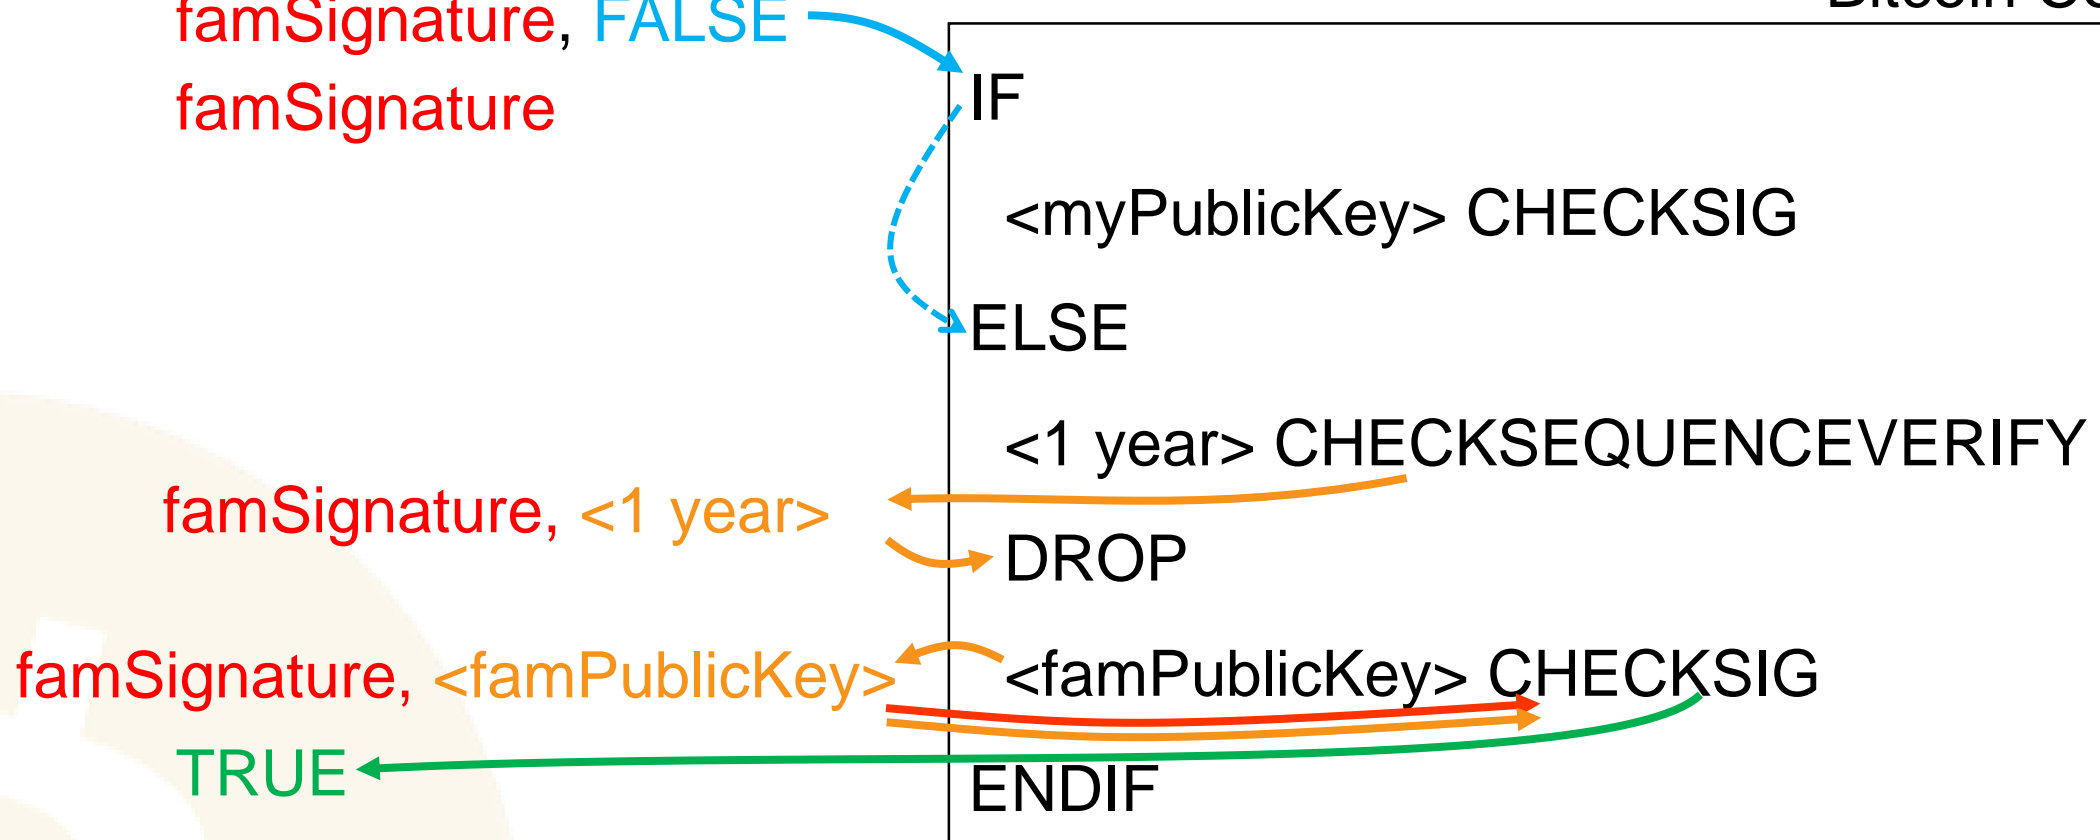 famSignature, FALSE
Bitcoin
famSignature
IF
<myPublicKey> CHECKSIG
ELSE
<1 year> CHECKSEQUENCEVERIFY
famSignature, <1 year>
DROP
famSignature, <famPublicKey>
<famPublicKey> CHECKSIG
TRUE
ENDIF